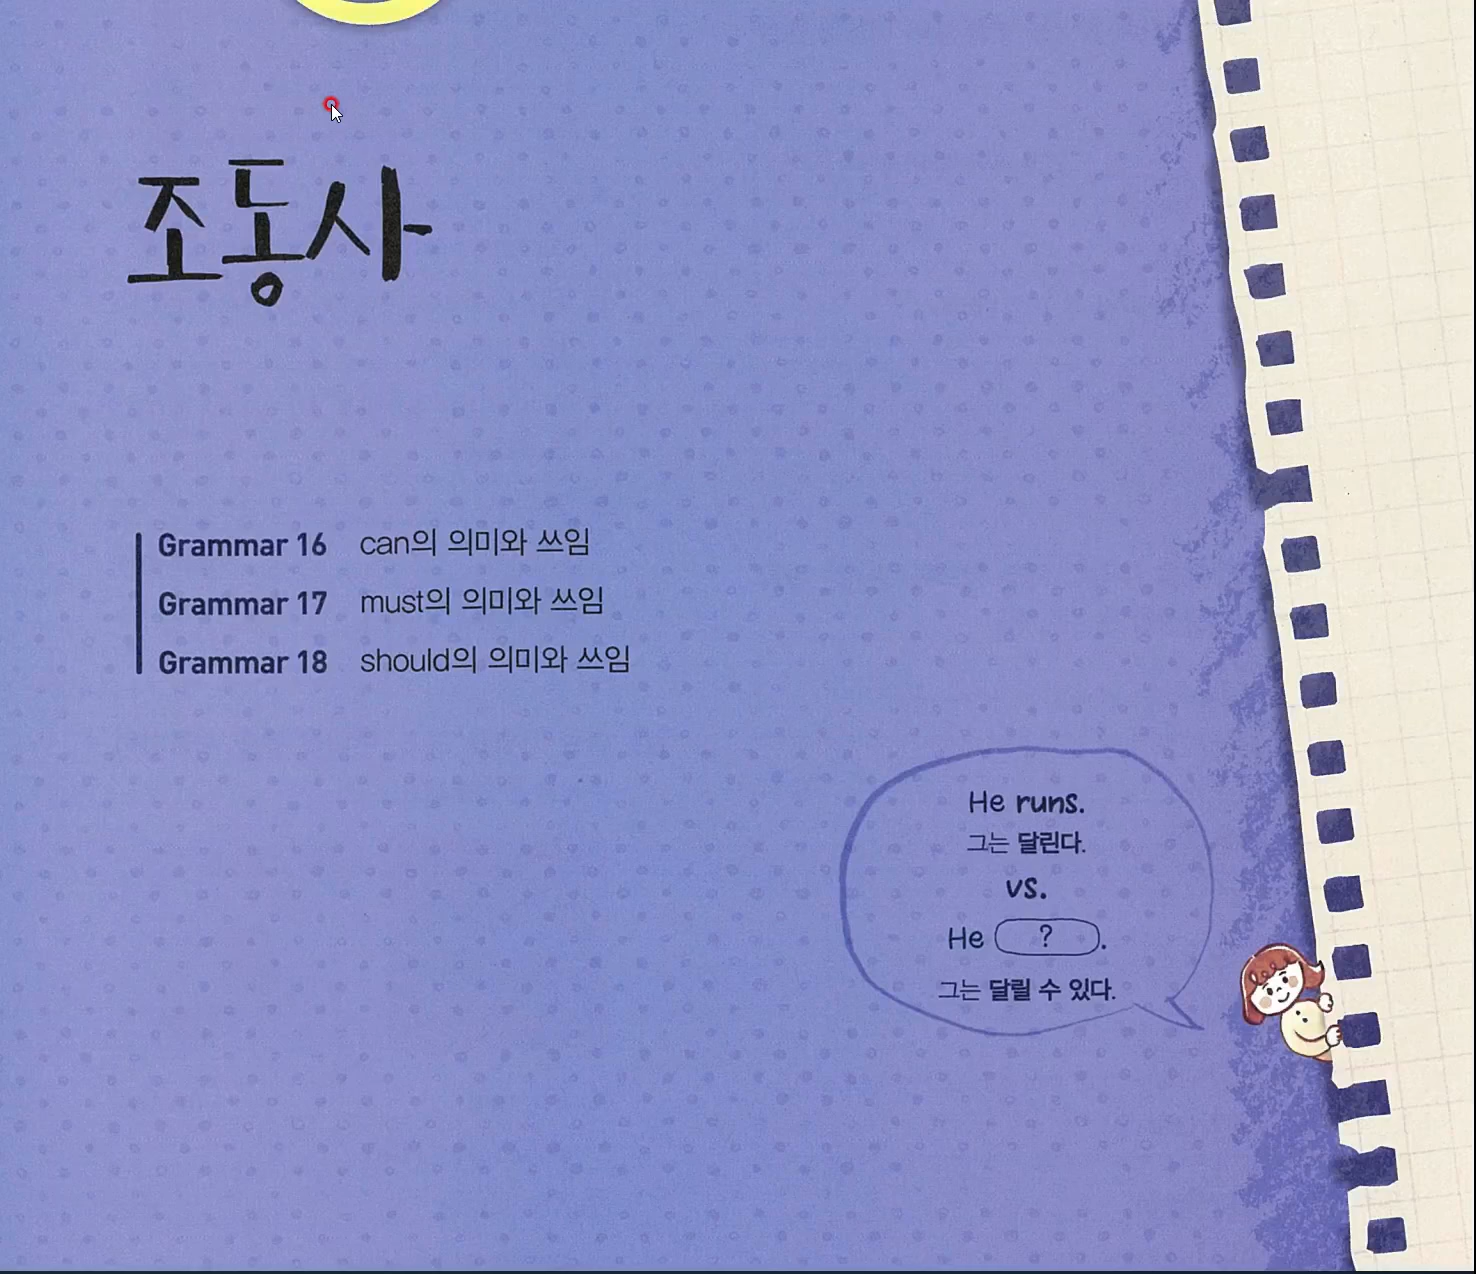 조동사
Grammar 16 can의 의미와 쓰임
Grammar 17 must의 의미와 쓰임
Grammar 18 should의 의미와 쓰임
He runs.
그는 달린다.
vs.
He ? .
그는 달릴 수 있다.